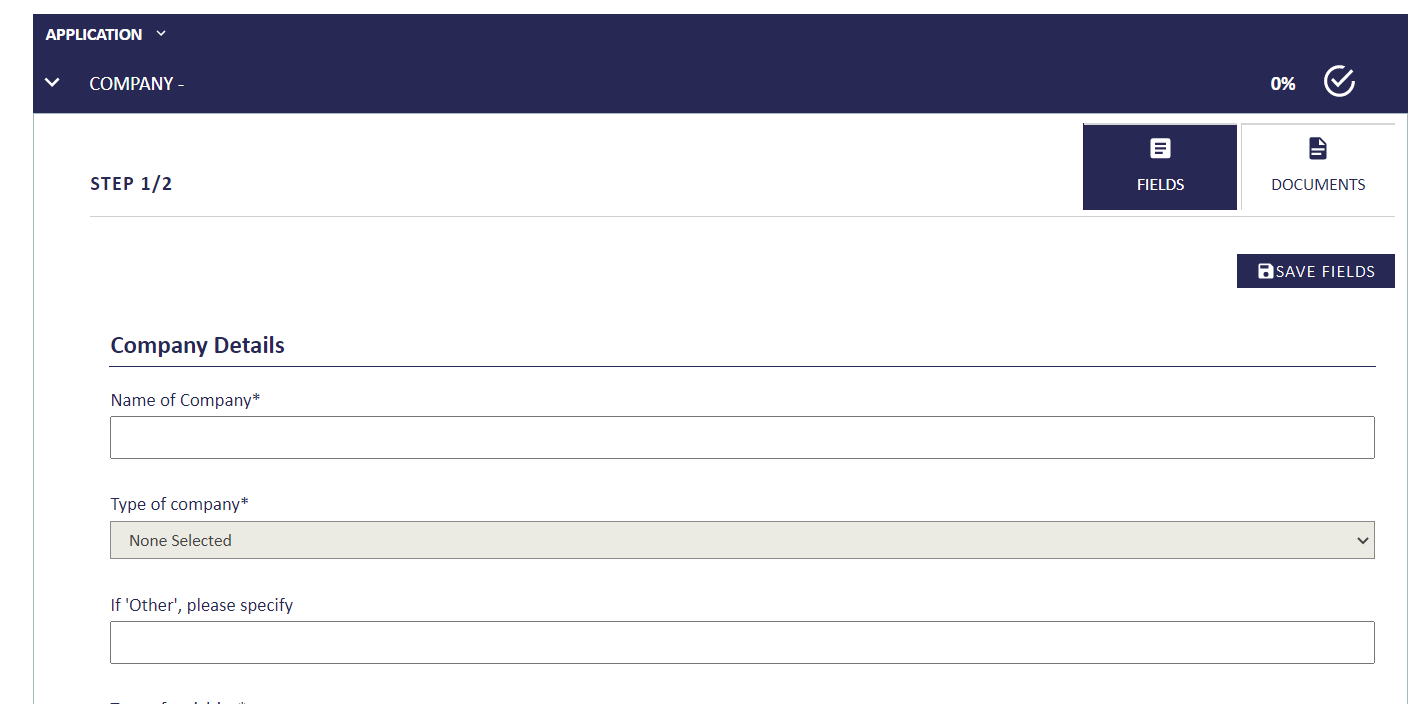 APPLICATION
COMPANY -
0%
STEP 1/2
FIELDS
DOCUMENTS
SAVE FIELDS
Company Details
Name of Company*
Type of company*
None Selected
If 'Other', please specify